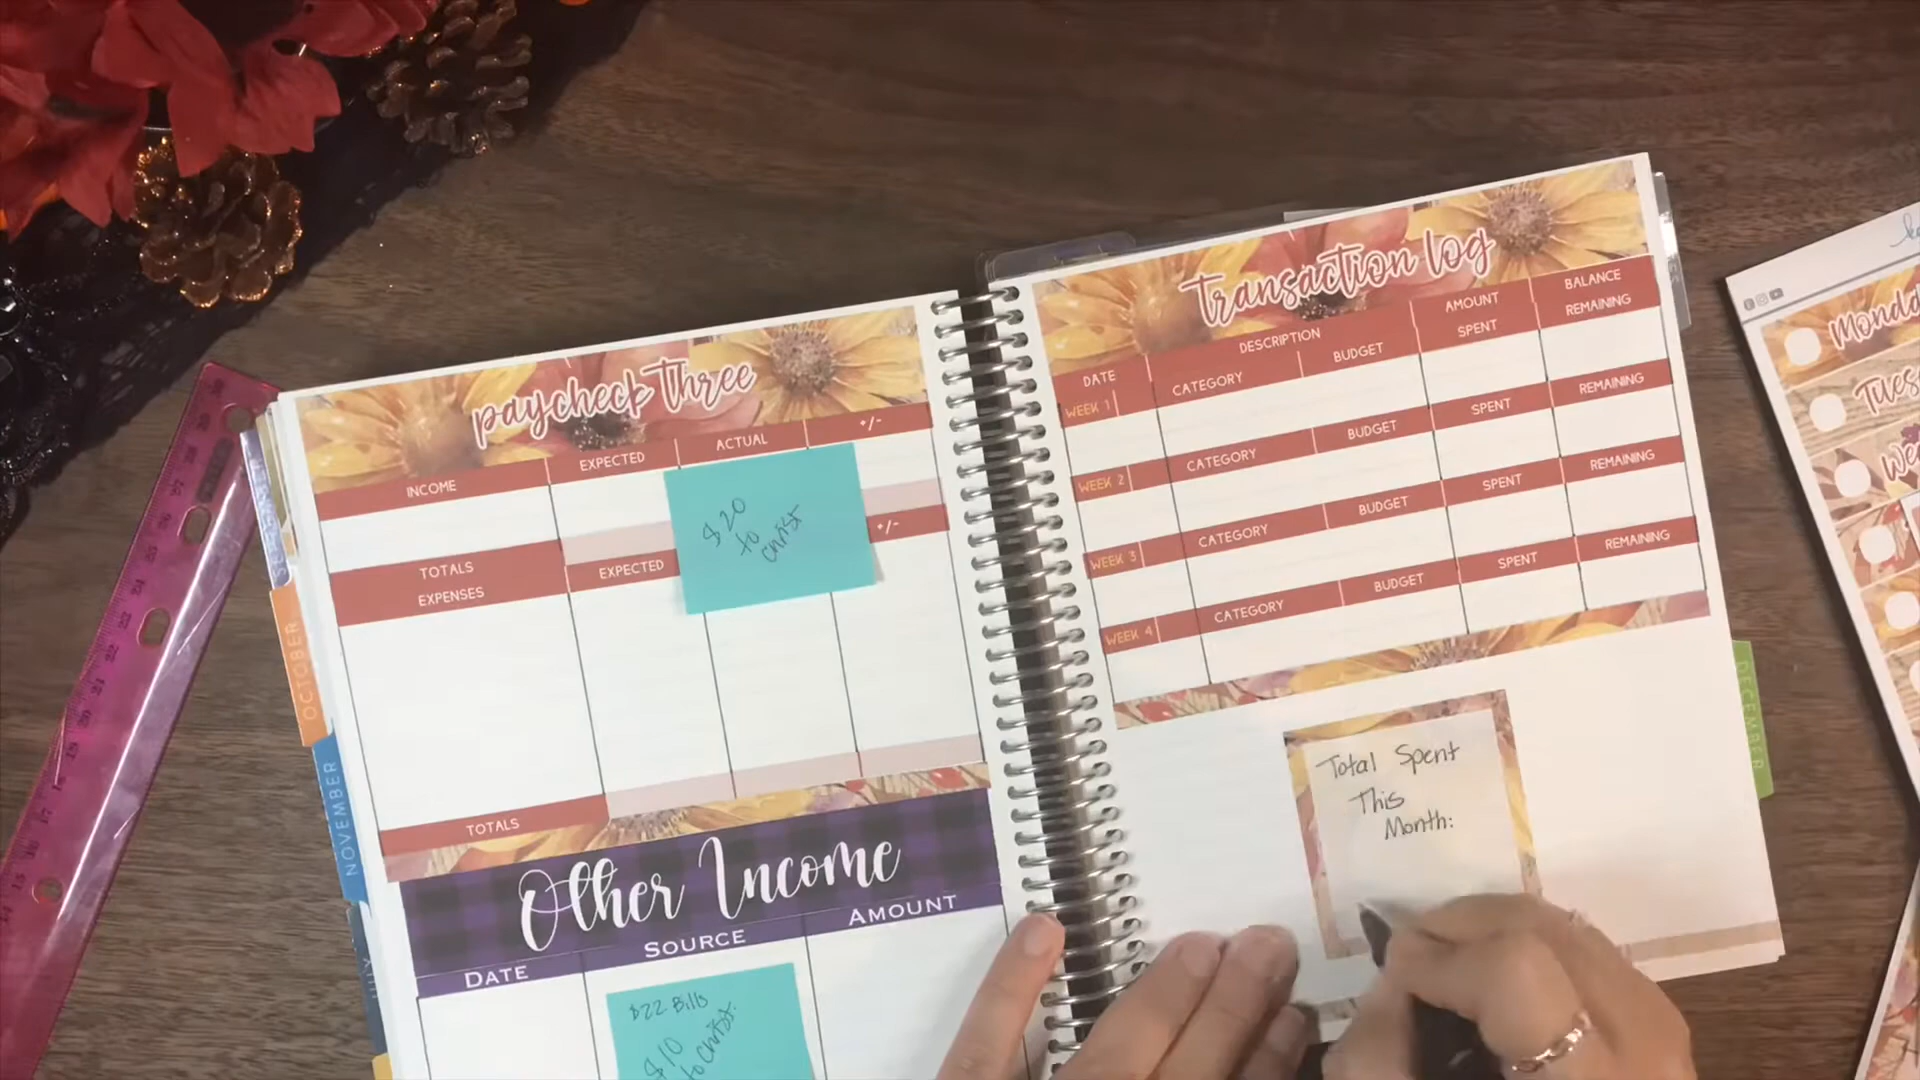 paycheck three
INCOME EXPECTED ACTUAL +/-
$20
to
christ
TOTALS
EXPENSES EXPECTED +/-
TOTALS
Other Income
DATE SOURCE AMOUNT
$22 Bills
$10
to christ
transaction log
DATE DESCRIPTION AMOUNT SPENT BALANCE REMAINING
WEEK 1 CATEGORY BUDGET
WEEK 2 CATEGORY BUDGET SPENT REMAINING
WEEK 3 CATEGORY BUDGET SPENT REMAINING
WEEK 4 CATEGORY BUDGET SPENT REMAINING
Total Spent
This
Month:
OCTOBER
NOVEMBER
DECEMBER